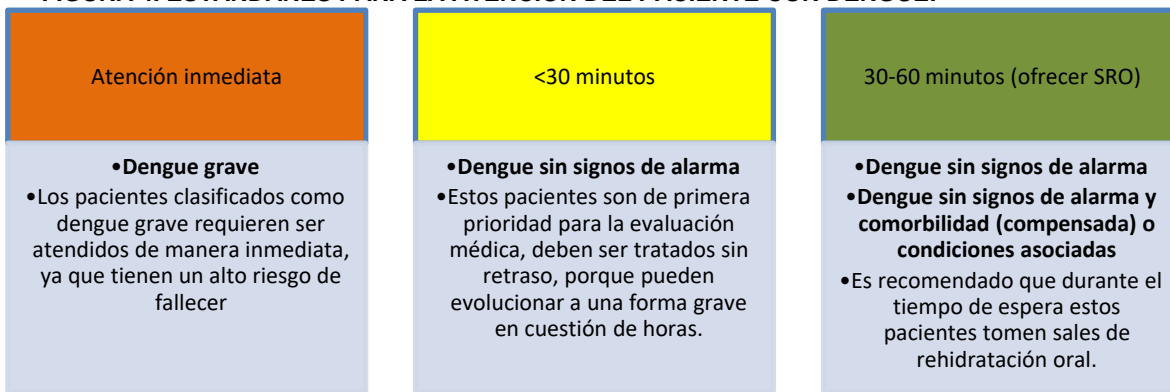 Atención inmediata
•Dengue grave
•Los pacientes clasificados como
dengue grave requieren ser
atendidos de manera inmediata,
ya que tienen un alto riesgo de
fallecer
<30 minutos
•Dengue sin signos de alarma
•Estos pacientes son de primera
prioridad para la evaluación
médica, deben ser tratados sin
retraso, porque pueden
evolucionar a una forma grave
en cuestión de horas.
30-60 minutos (ofrecer SRO)
•Dengue sin signos de alarma
•Dengue sin signos de alarma y
comorbilidad (compensada) o
condiciones asociadas
•Es recomendado que durante el
tiempo de espera estos
pacientes tomen sales de
rehidratación oral.